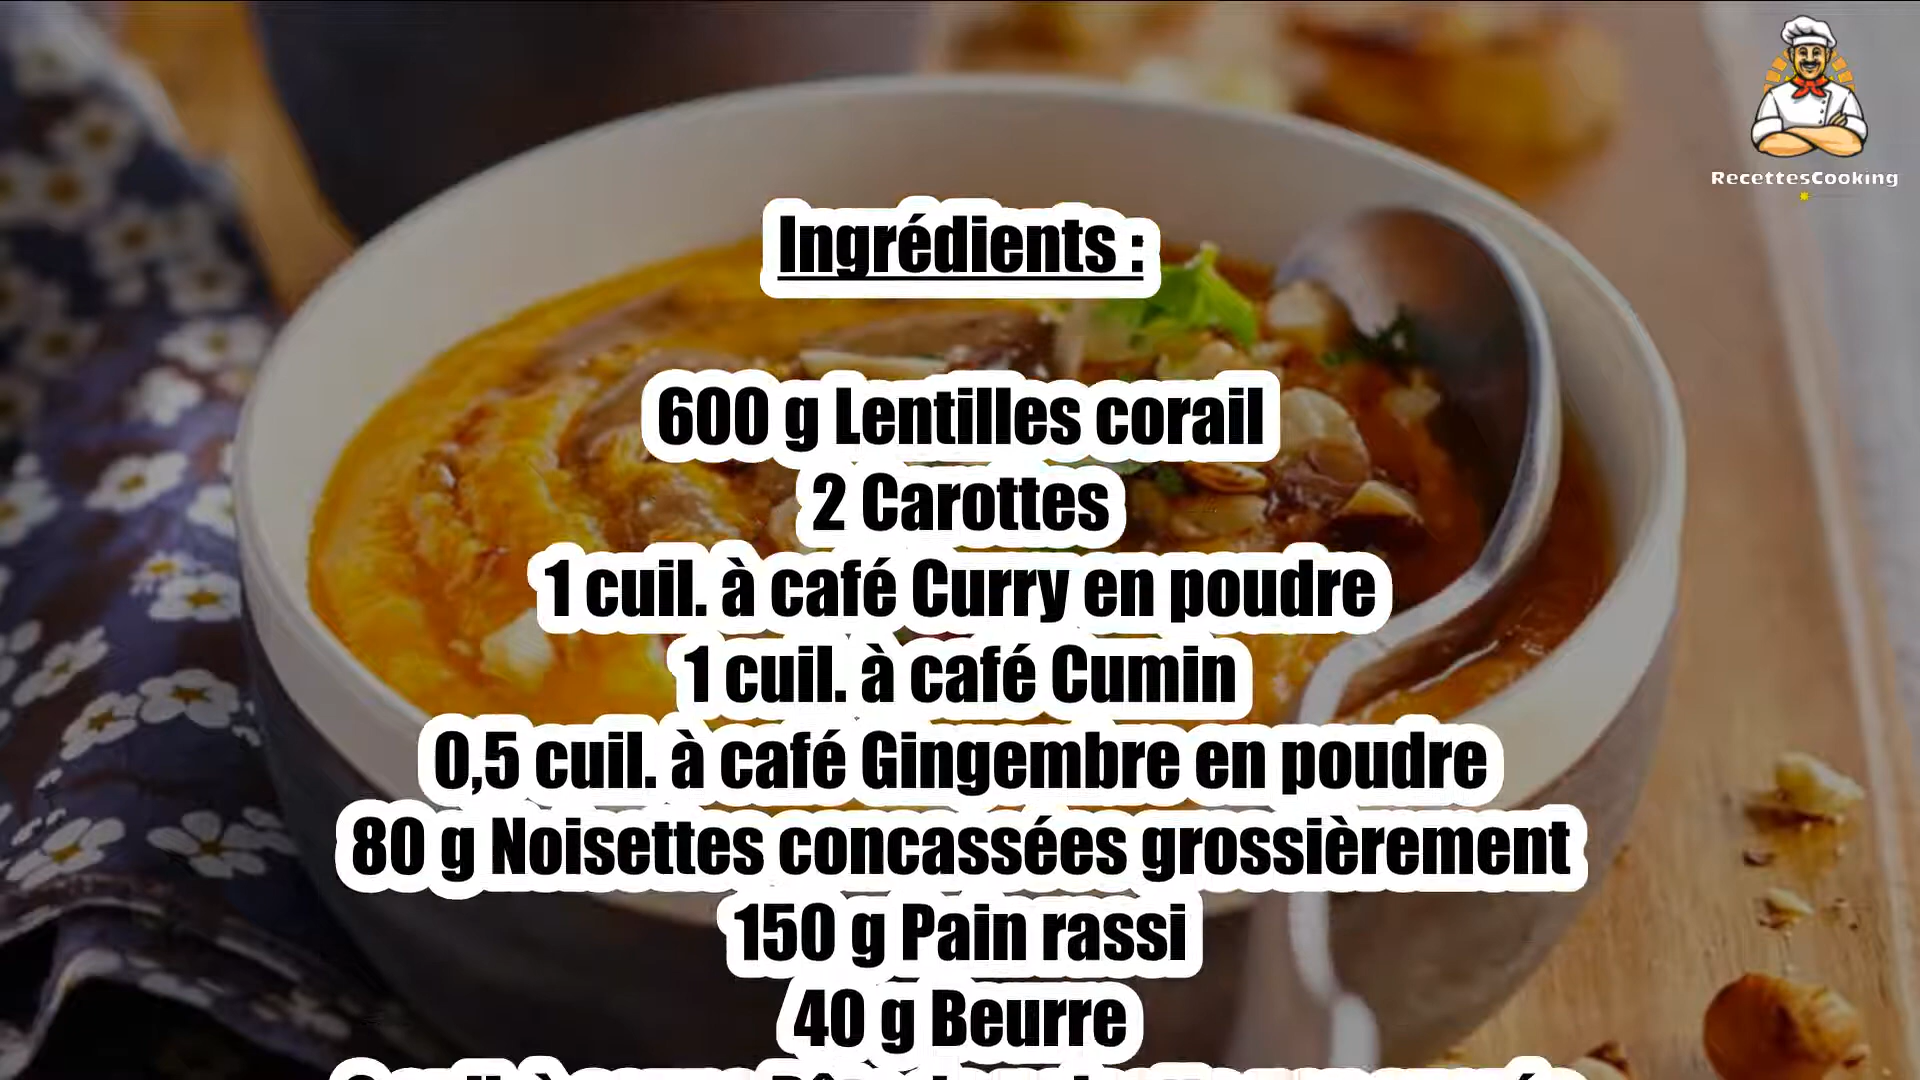 RecettesCooking
Ingrédients :
600 g Lentilles corail
2 Carottes
1 cuil. à café Curry en poudre
1 cuil. à café Cumin
0,5 cuil. à café Gingembre en poudre
80 g Noisettes concassées grossièrement
150 g Pain rassi
40 g Beurre